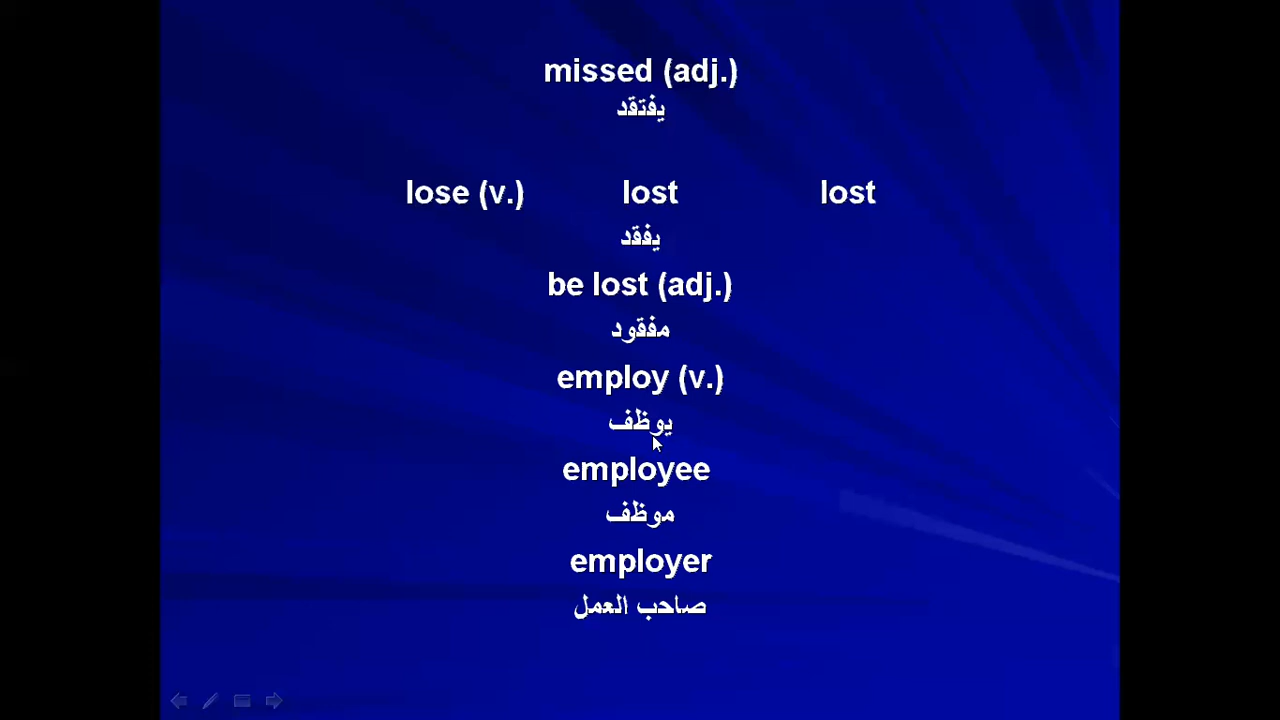 missed (adj.)
يفتقد
lose (v.) lost lost
يفقد
be lost (adj.)
مفقود
employ (v.)
يوظف
employee
موظف
employer
صاحب العمل